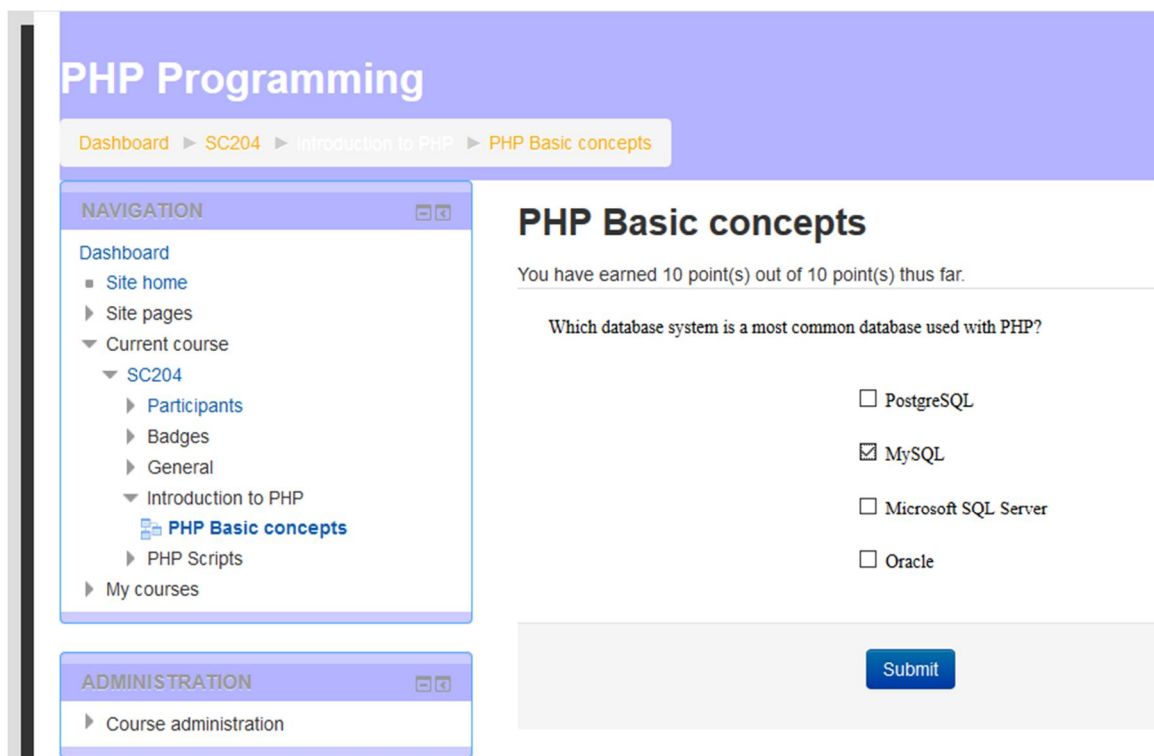 PHP Programming
Dashboard ► SC204 ► Introduction to PHP ► PHP Basic concepts
NAVIGATION
Dashboard
Site home
Site pages
Current course
SC204
Participants
Badges
General
Introduction to PHP
PHP Basic concepts
PHP Scripts
My courses
ADMINISTRATION
Course administration
PHP Basic concepts
You have earned 10 point(s) out of 10 point(s) thus far.
Which database system is a most common database used with PHP?
PostgreSQL
MySQL
Microsoft SQL Server
Oracle
Submit